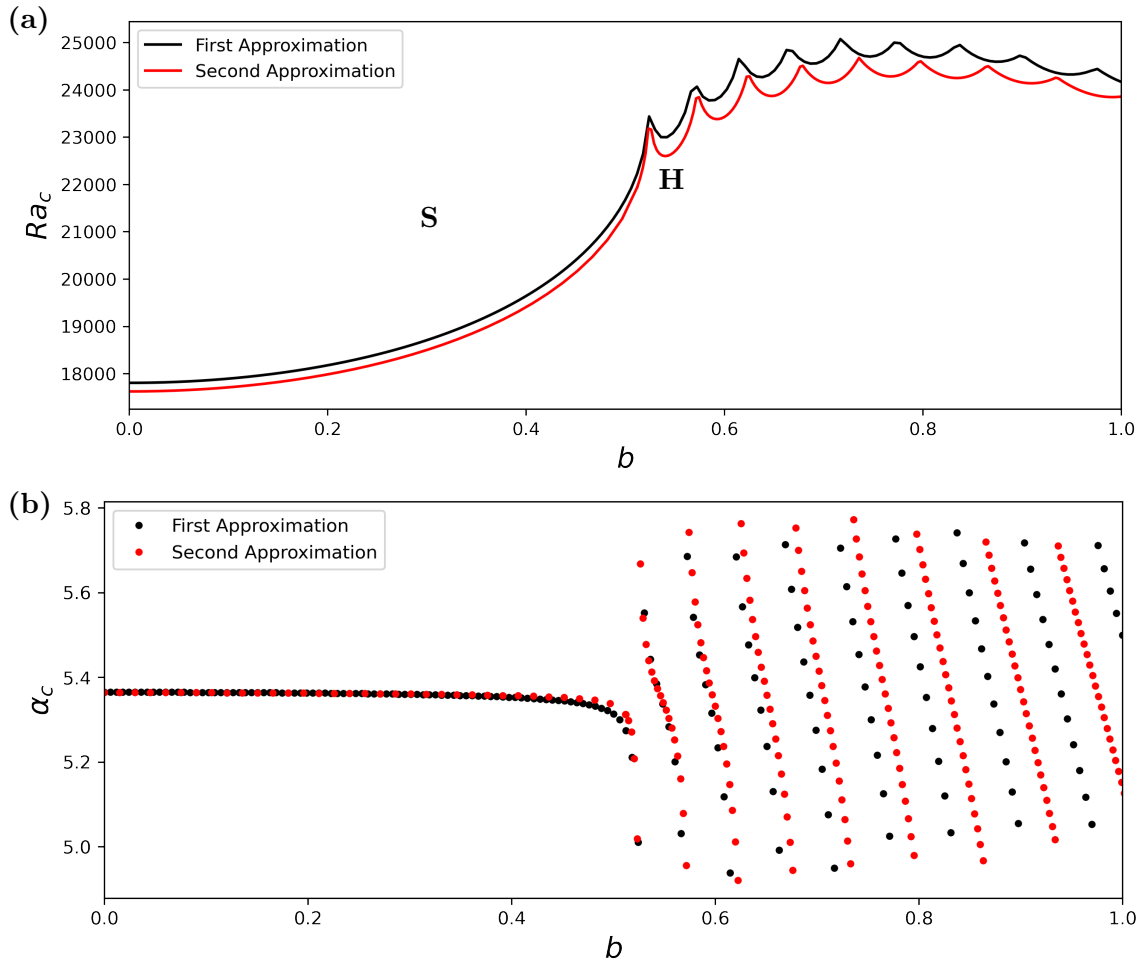 (a)
First Approximation
Second Approximation
25000
24000
23000
22000
21000
20000
19000
18000
Ra_c
S
H
0.0 0.2 0.4 0.6 0.8 1.0
b
(b)
First Approximation
Second Approximation
5.8
5.6
5.4
5.2
5.0
α_c
0.0 0.2 0.4 0.6 0.8 1.0
b